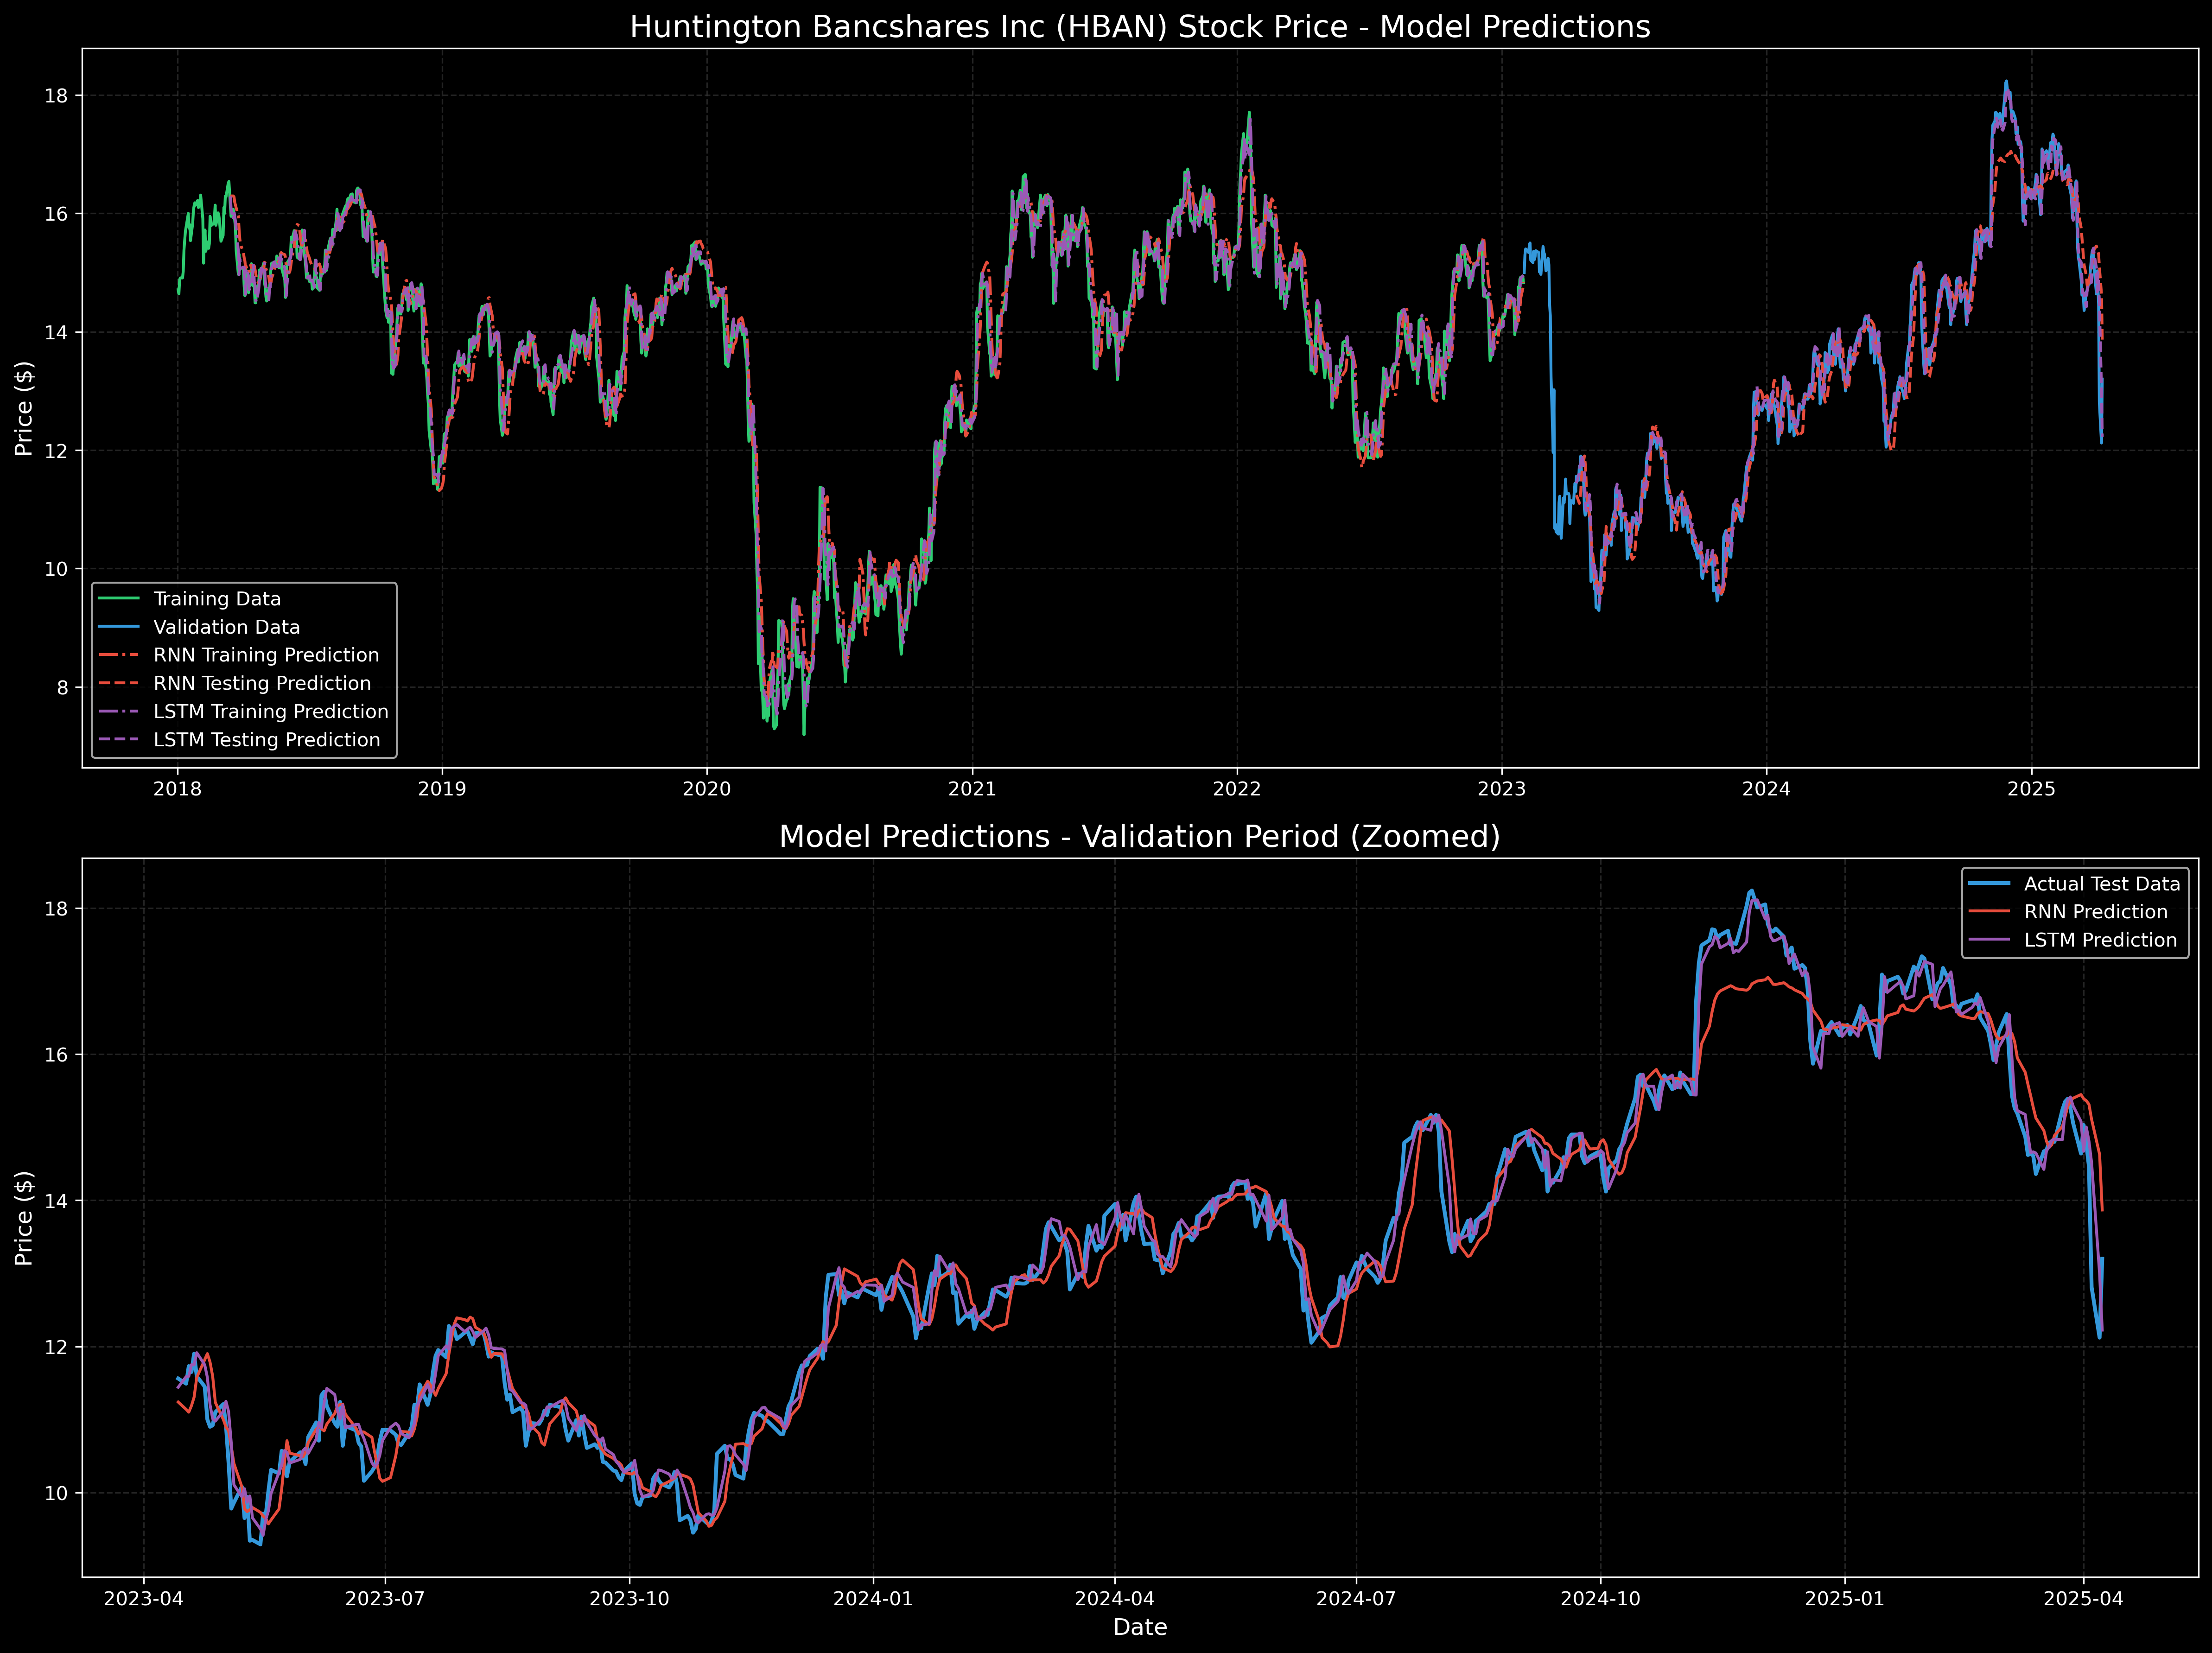 Huntington Bancshares Inc (HBAN) Stock Price - Model Predictions
Price ($)
18
16
14
12
10
8
Training Data
Validation Data
RNN Training Prediction
RNN Testing Prediction
LSTM Training Prediction
LSTM Testing Prediction
2018 2019 2020 2021 2022 2023 2024 2025
Model Predictions - Validation Period (Zoomed)
Price ($)
18
16
14
12
10
Actual Test Data
RNN Prediction
LSTM Prediction
2023-04 2023-07 2023-10 2024-01 2024-04 2024-07 2024-10 2025-01 2025-04
Date